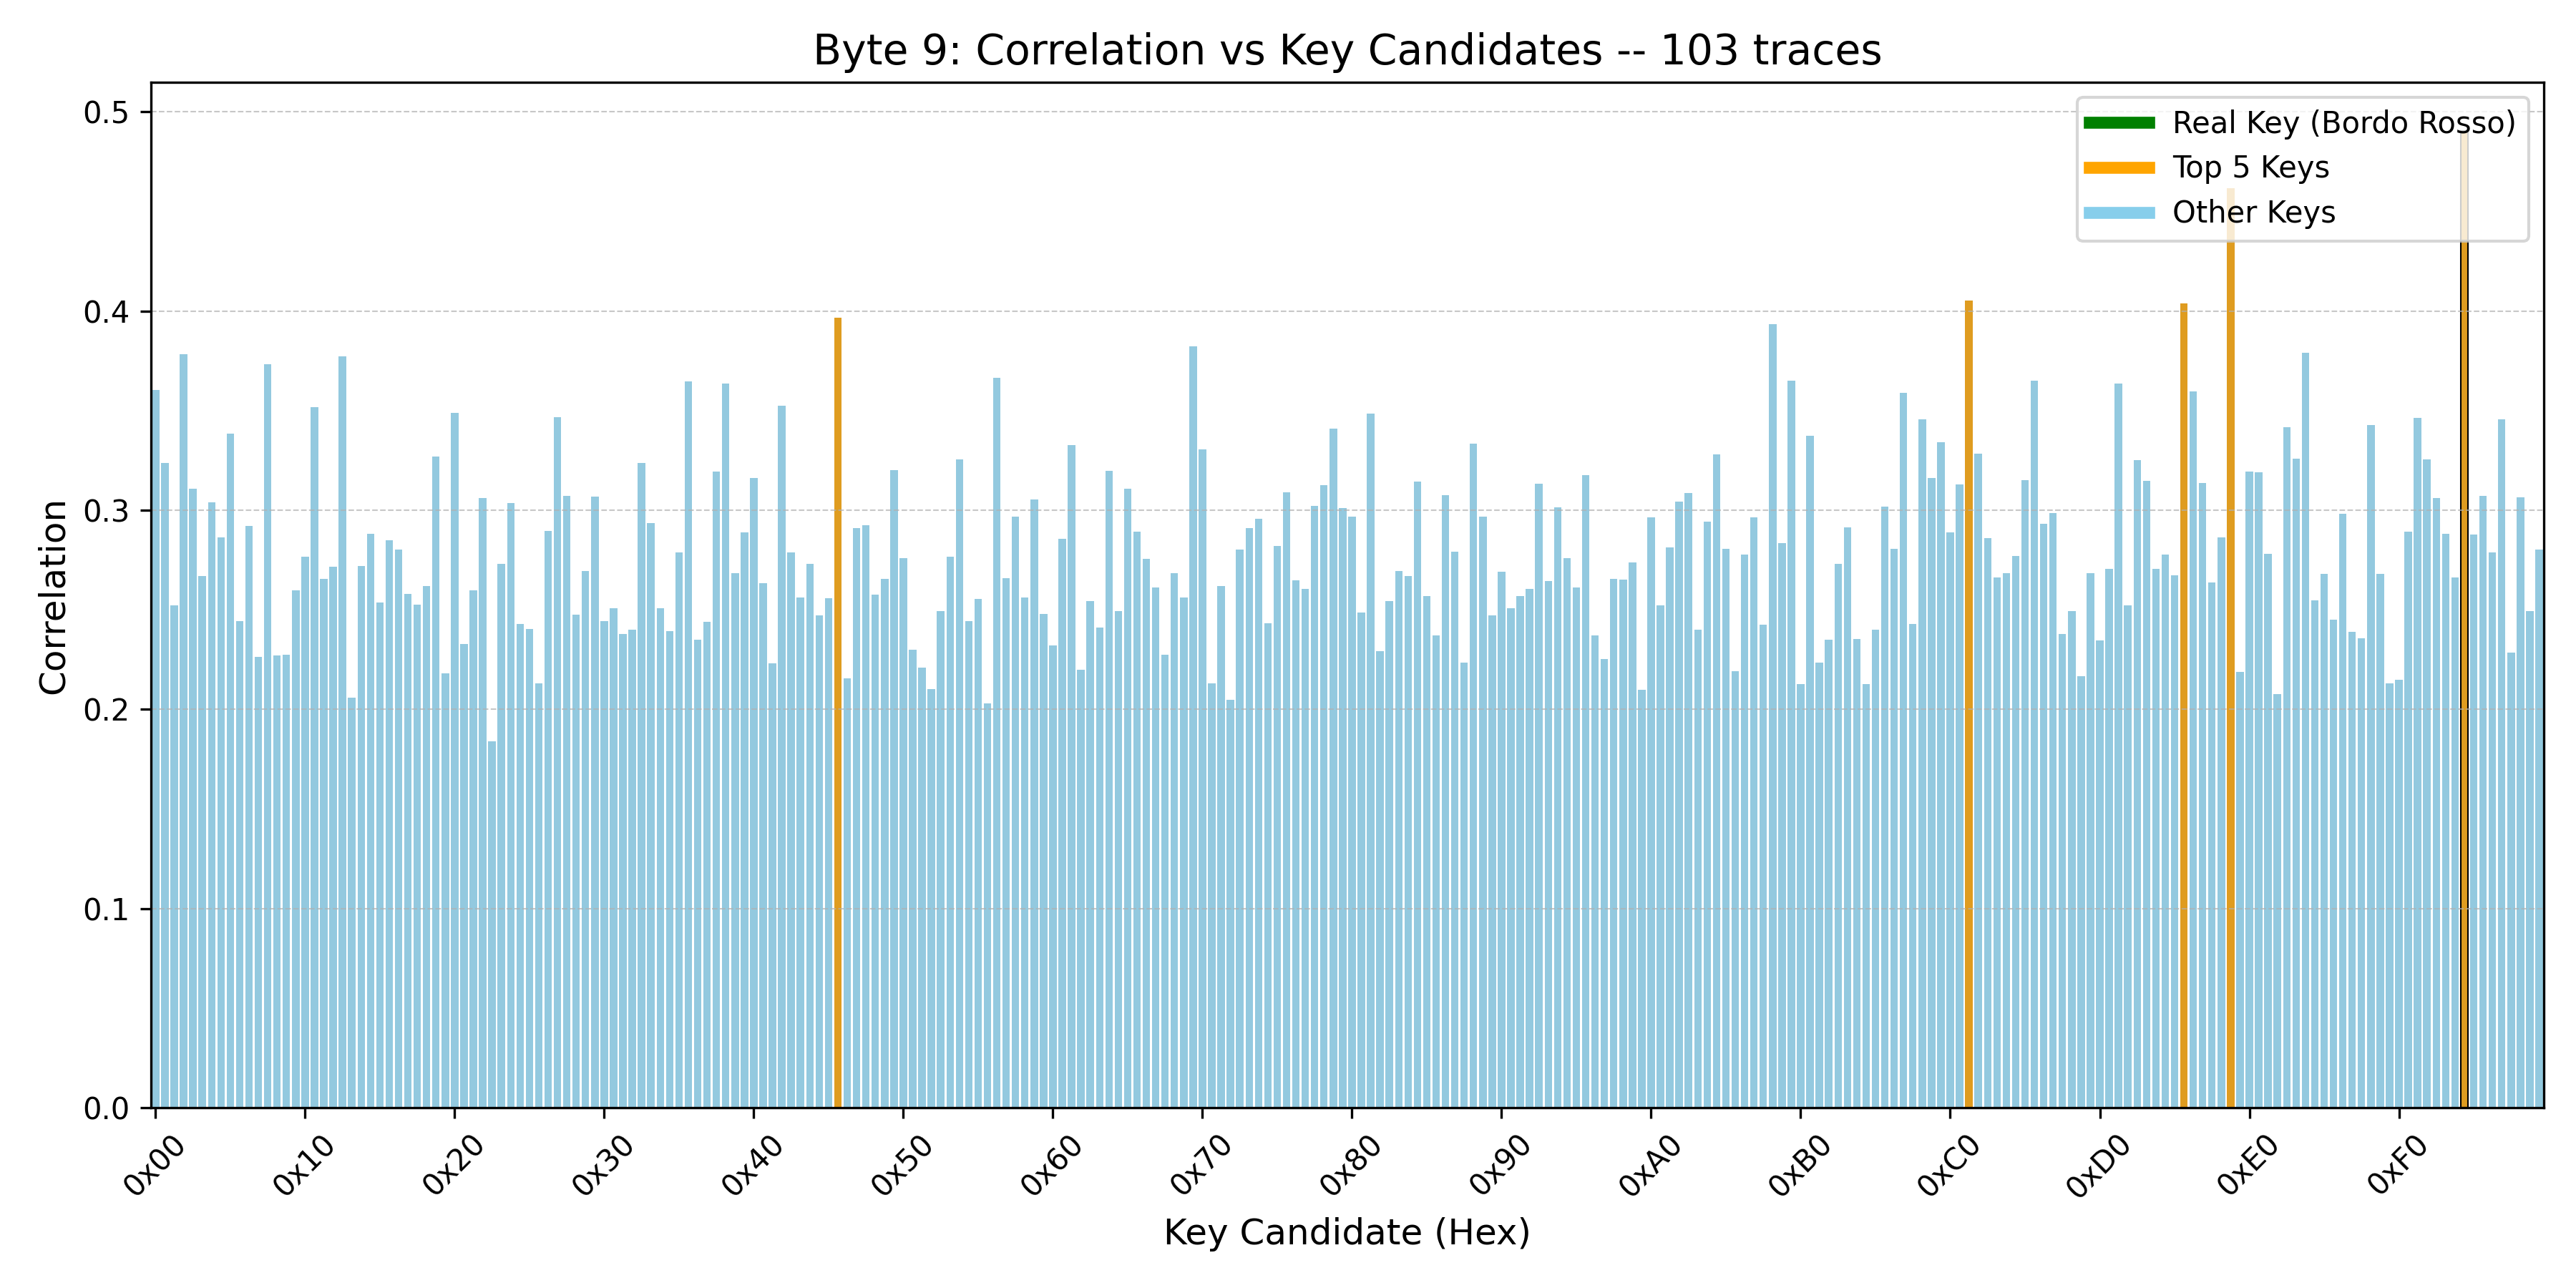 Byte 9: Correlation vs Key Candidates -- 103 traces
Real Key (Bordo Rosso)
Top 5 Keys
Other Keys
Correlation
0.5
0.4
0.3
0.2
0.1
0.0
0x00 0x10 0x20 0x30 0x40 0x50 0x60 0x70 0x80 0x90 0xA0 0xB0 0xC0 0xD0 0xE0 0xF0
Key Candidate (Hex)